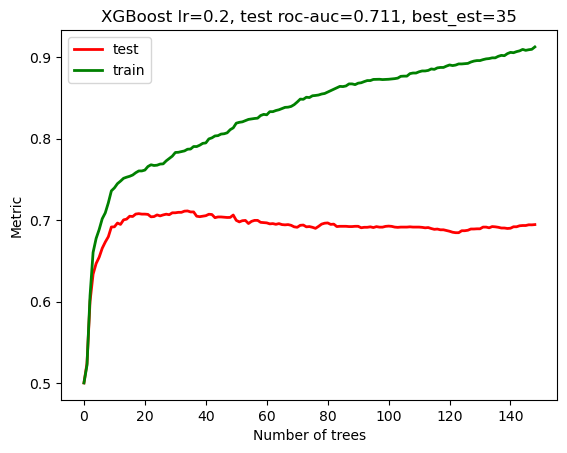 XGBoost lr=0.2, test roc-auc=0.711, best_est=35
test
train
0.9
0.8
0.7
0.6
0.5
Metric
0 20 40 60 80 100 120 140
Number of trees